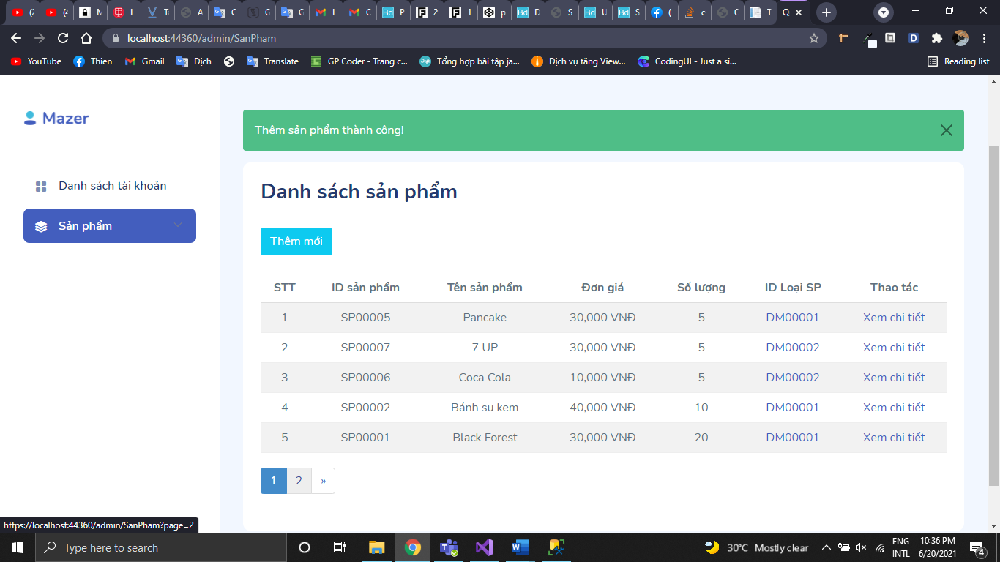 localhost:44360/admin/SanPham
YouTube Thien Gmail Dịch Translate GP Coder - Trang c... Tổng hợp bài tập ja... Dịch vụ tăng View... CodingUI - Just a si... Reading list
Mazer
Danh sách tài khoản
Sản phẩm
Thêm sản phẩm thành công!
Danh sách sản phẩm
Thêm mới
STT ID sản phẩm Tên sản phẩm Đơn giá Số lượng ID Loại SP Thao tác
1 SP00005 Pancake 30,000 VNĐ 5 DM00001 Xem chi tiết
2 SP00007 7 UP 30,000 VNĐ 5 DM00002 Xem chi tiết
3 SP00006 Coca Cola 10,000 VNĐ 5 DM00002 Xem chi tiết
4 SP00002 Bánh su kem 40,000 VNĐ 10 DM00001 Xem chi tiết
5 SP00001 Black Forest 30,000 VNĐ 20 DM00001 Xem chi tiết
1 2 »
https://localhost:44360/admin/SanPham?page=2
Type here to search
30°C Mostly clear
ENG
INTL
10:36 PM
6/20/2021
4